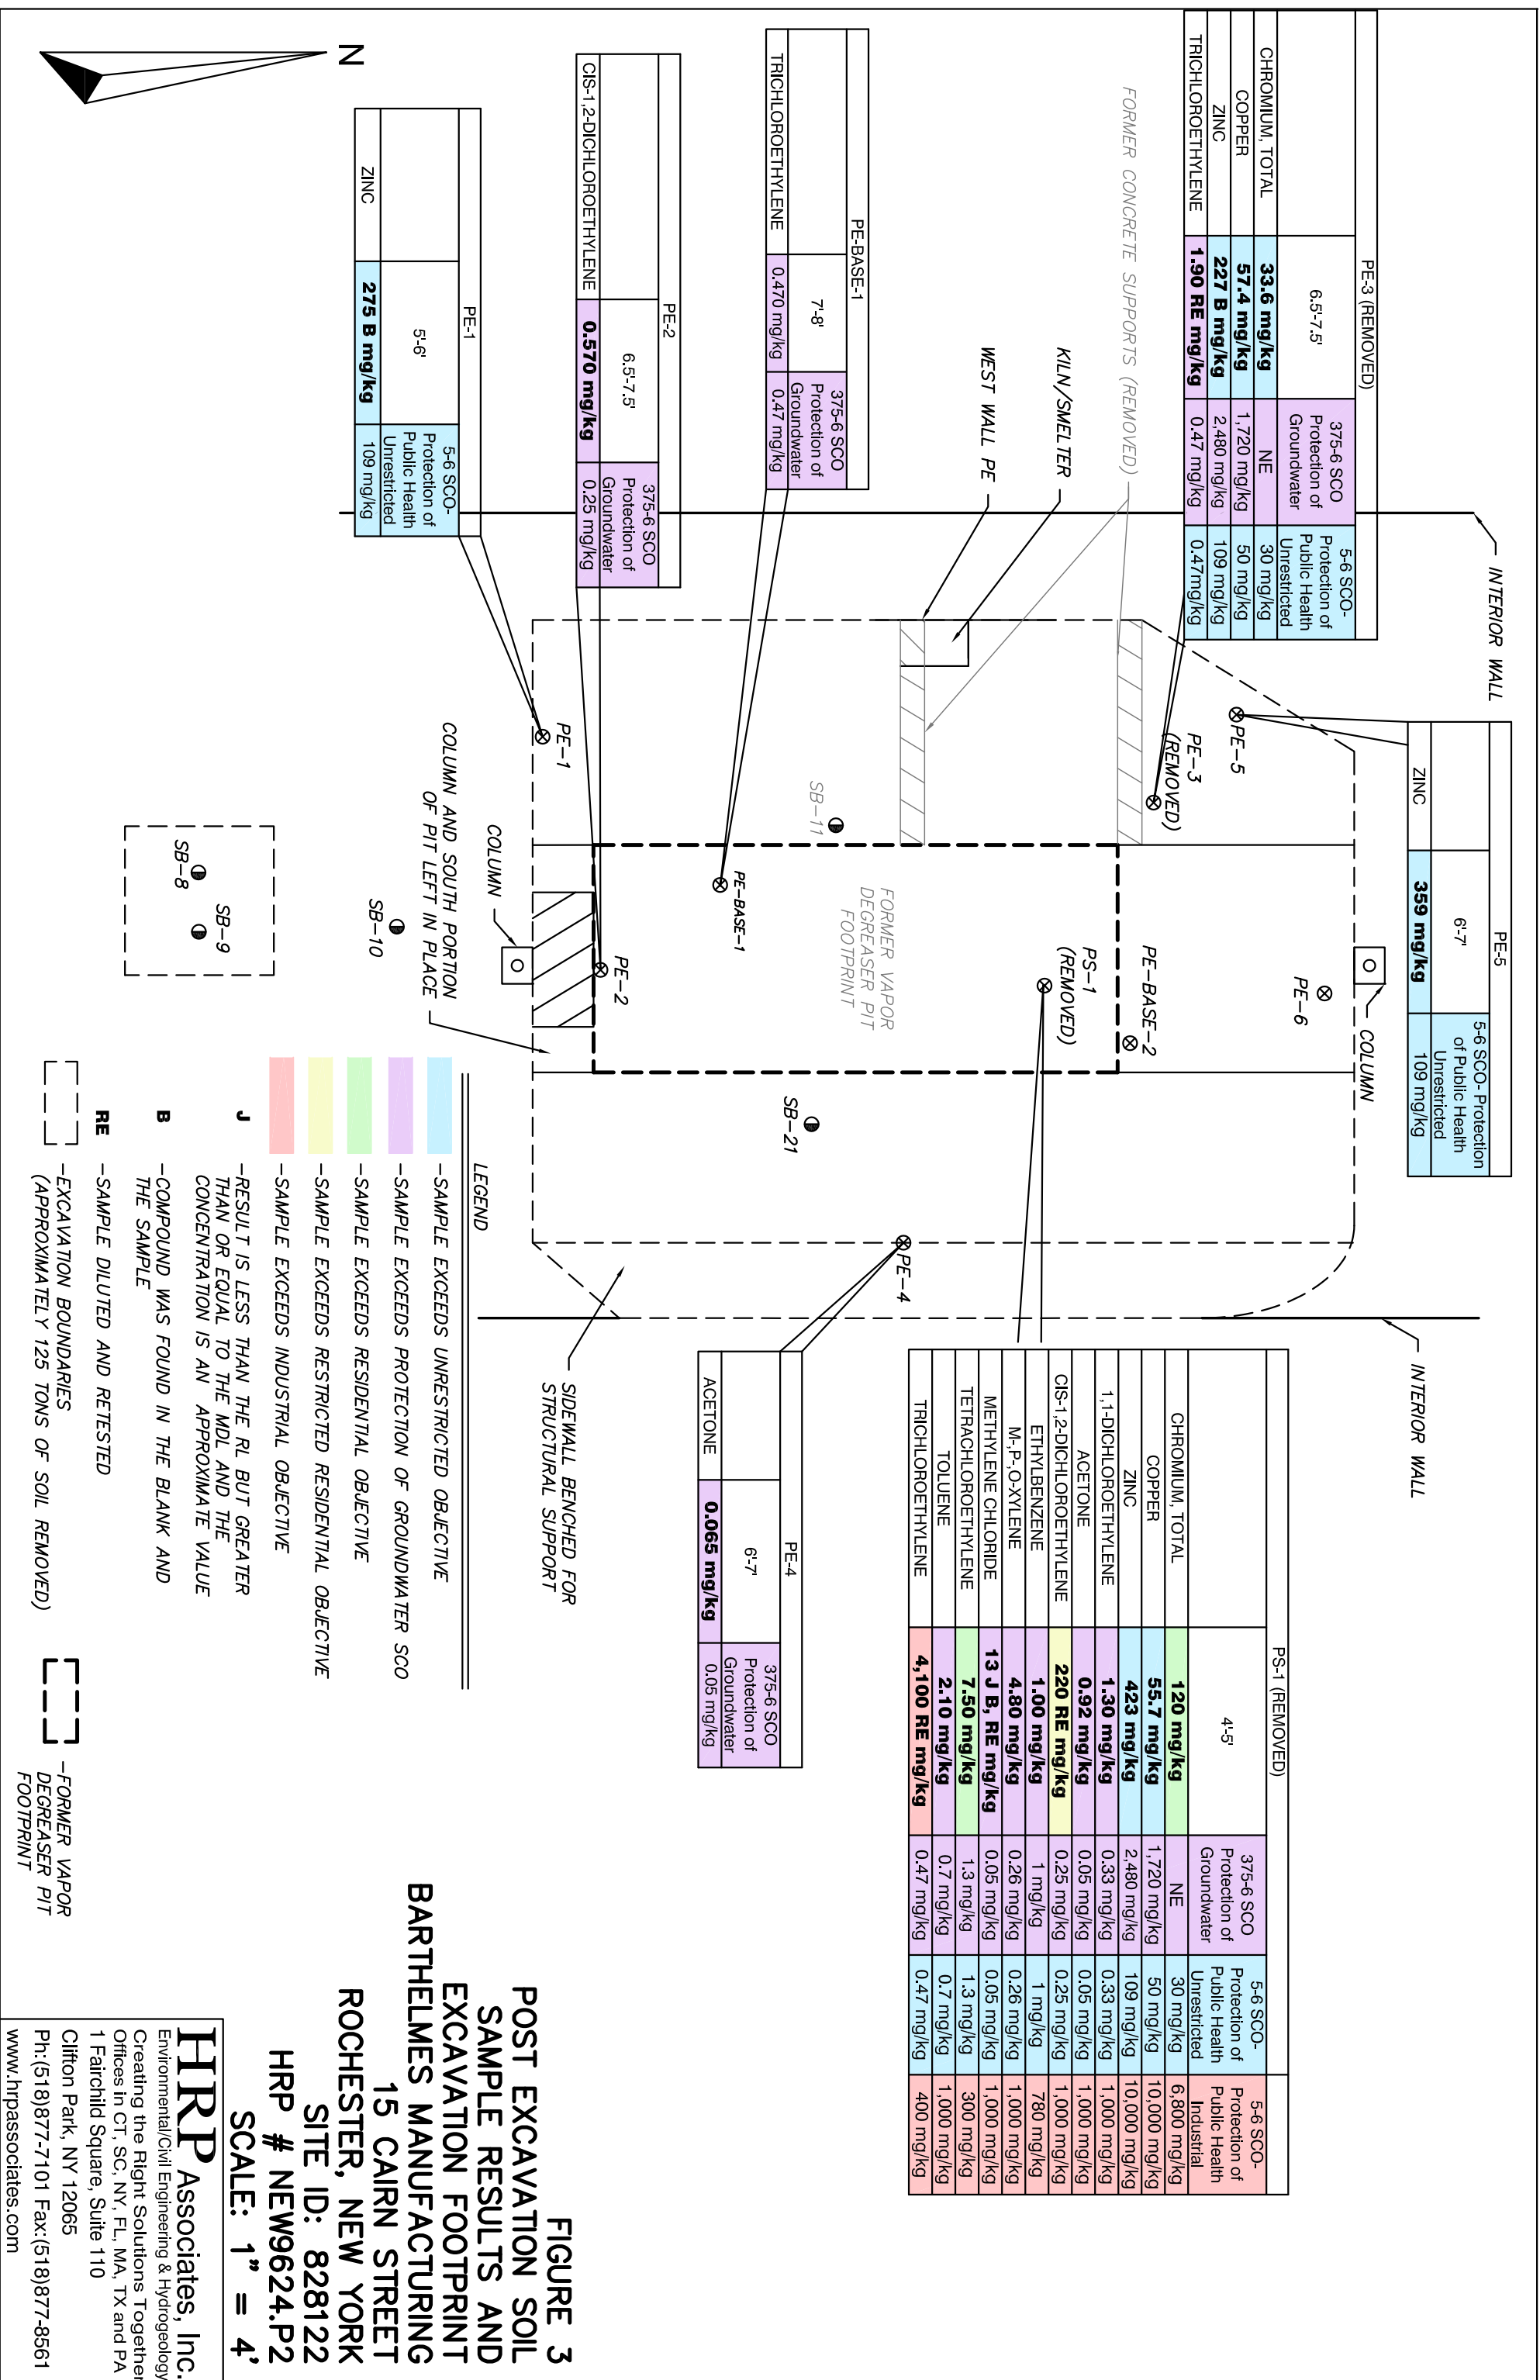 PE-3 (REMOVED)
6.5'-7.5'
375-6 SCO
Protection of
Groundwater
5-6 SCO-
Protection of
Public Health
Unrestricted
CHROMIUM, TOTAL 33.6 mg/kg NE 30 mg/kg
COPPER 57.4 mg/kg 1,720 mg/kg 50 mg/kg
ZINC 227 B mg/kg 2,480 mg/kg 109 mg/kg
TRICHLOROETHYLENE 1.90 RE mg/kg 0.47 mg/kg 0.47mg/kg
INTERIOR WALL
PE-5
6'-7'
5-6 SCO- Protection
of Public Health
Unrestricted
ZINC 359 mg/kg 109 mg/kg
FORMER CONCRETE SUPPORTS (REMOVED)
KILN/SMELTER
WEST WALL PE
PE-BASE-1
7'-8'
375-6 SCO
Protection of
Groundwater
TRICHLOROETHYLENE 0.470 mg/kg 0.47 mg/kg
PE-2
6.5'-7.5'
375-6 SCO
Protection of
Groundwater
CIS-1,2-DICHLOROETHYLENE 0.570 mg/kg 0.25 mg/kg
PE-1
5'-6'
5-6 SCO-
Protection of
Public Health
Unrestricted
ZINC 275 B mg/kg 109 mg/kg
N
PE-5
PE-3
(REMOVED)
PE-6
COLUMN
PE-BASE-2
PS-1
(REMOVED)
FORMER VAPOR
DEGREASER PIT
FOOTPRINT
SB-11
SB-21
PE-BASE-1
PE-2
PE-1
PE-4
COLUMN
COLUMN AND SOUTH PORTION
OF PIT LEFT IN PLACE
SB-10
SB-9
SB-8
INTERIOR WALL
SIDEWALL BENCHED FOR
STRUCTURAL SUPPORT
PS-1 (REMOVED)
4'-5'
375-6 SCO
Protection of
Groundwater
5-6 SCO-
Protection of
Public Health
Unrestricted
5-6 SCO-
Protection of
Public Health
Industrial
CHROMIUM, TOTAL 120 mg/kg NE 30 mg/kg 6,800 mg/kg
COPPER 55.7 mg/kg 1,720 mg/kg 50 mg/kg 10,000 mg/kg
ZINC 423 mg/kg 2,480 mg/kg 109 mg/kg 10,000 mg/kg
1,1-DICHLOROETHYLENE 1.30 mg/kg 0.33 mg/kg 0.33 mg/kg 1,000 mg/kg
ACETONE 0.92 mg/kg 0.05 mg/kg 0.05 mg/kg 1,000 mg/kg
CIS-1,2-DICHLOROETHYLENE 220 RE mg/kg 0.25 mg/kg 0.25 mg/kg 1,000 mg/kg
ETHYLBENZENE 1.00 mg/kg 1 mg/kg 1 mg/kg 780 mg/kg
M-,P-,O-XYLENE 4.80 mg/kg 0.26 mg/kg 0.26 mg/kg 1,000 mg/kg
METHYLENE CHLORIDE 13 J B, RE mg/kg 0.05 mg/kg 0.05 mg/kg 1,000 mg/kg
TETRACHLOROETHYLENE 7.50 mg/kg 1.3 mg/kg 1.3 mg/kg 300 mg/kg
TOLUENE 2.10 mg/kg 0.7 mg/kg 0.7 mg/kg 1,000 mg/kg
TRICHLOROETHYLENE 4,100 RE mg/kg 0.47 mg/kg 0.47 mg/kg 400 mg/kg
PE-4
6'-7'
375-6 SCO
Protection of
Groundwater
ACETONE 0.065 mg/kg 0.05 mg/kg
LEGEND
-SAMPLE EXCEEDS UNRESTRICTED OBJECTIVE
-SAMPLE EXCEEDS PROTECTION OF GROUNDWATER SCO
-SAMPLE EXCEEDS RESIDENTIAL OBJECTIVE
-SAMPLE EXCEEDS RESTRICTED RESIDENTIAL OBJECTIVE
-SAMPLE EXCEEDS INDUSTRIAL OBJECTIVE
J -RESULT IS LESS THAN THE RL BUT GREATER
THAN OR EQUAL TO THE MDL AND THE
CONCENTRATION IS AN APPROXIMATE VALUE
B -COMPOUND WAS FOUND IN THE BLANK AND
THE SAMPLE
RE -SAMPLE DILUTED AND RETESTED
-EXCAVATION BOUNDARIES
(APPROXIMATELY 125 TONS OF SOIL REMOVED)
-FORMER VAPOR
DEGREASER PIT
FOOTPRINT
FIGURE 3
POST EXCAVATION SOIL
SAMPLE RESULTS AND
EXCAVATION FOOTPRINT
BARTHELMES MANUFACTURING
15 CAIRN STREET
ROCHESTER, NEW YORK
SITE ID: 828122
HRP # NEW9624.P2
SCALE: 1" = 4'
HRP Associates, Inc.
Environmental/Civil Engineering & Hydrogeology
Creating the Right Solutions Together
Offices in CT, SC, NY, FL, MA, TX and PA
1 Fairchild Square, Suite 110
Clifton Park, NY 12065
Ph:(518)877-7101 Fax:(518)877-8561
www.hrpassociates.com